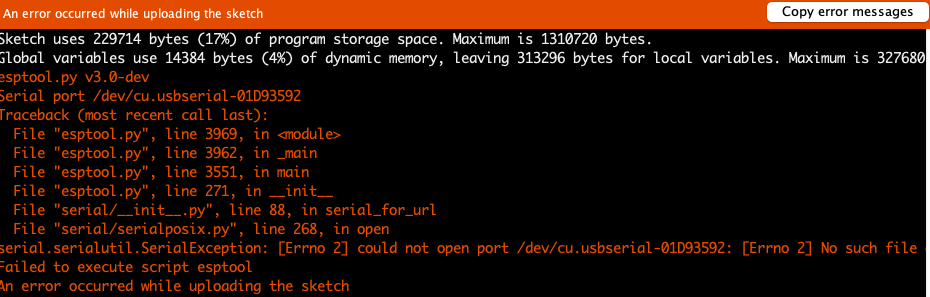 An error occurred while uploading the sketch
Copy error messages
Sketch uses 229714 bytes (17%) of program storage space. Maximum is 1310720 bytes.
Global variables use 14384 bytes (4%) of dynamic memory, leaving 313296 bytes for local variables. Maximum is 327680
esptool.py v3.0-dev
Serial port /dev/cu.usbserial-01D93592
Traceback (most recent call last):
  File "esptool.py", line 3969, in <module>
  File "esptool.py", line 3962, in _main
  File "esptool.py", line 3551, in main
  File "esptool.py", line 271, in __init__
  File "serial/__init__.py", line 88, in serial_for_url
  File "serial/serialposix.py", line 268, in open
serial.serialutil.SerialException: [Errno 2] could not open port /dev/cu.usbserial-01D93592: [Errno 2] No such file
Failed to execute script esptool
An error occurred while uploading the sketch